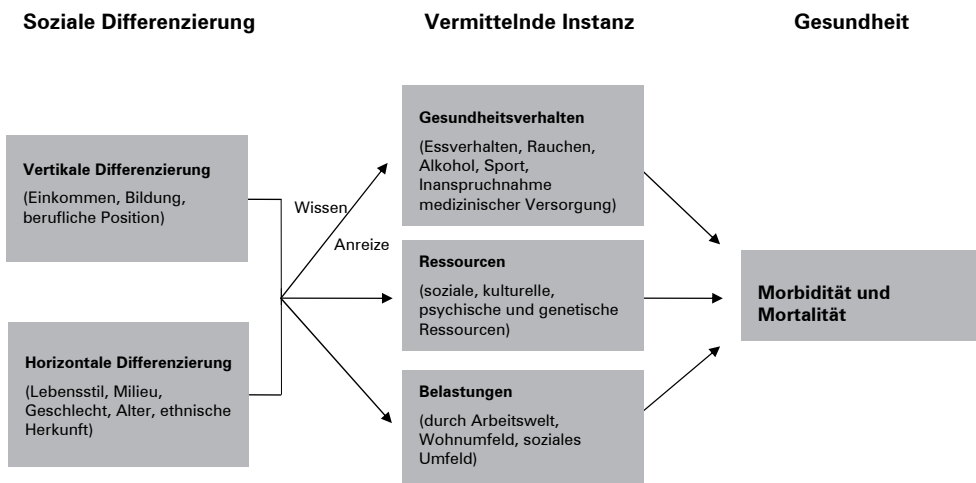 Soziale Differenzierung
Vermittelnde Instanz
Gesundheit
Vertikale Differenzierung
(Einkommen, Bildung,
berufliche Position)
Horizontale Differenzierung
(Lebensstil, Milieu,
Geschlecht, Alter, ethnische
Herkunft)
Wissen
Anreize
Gesundheitsverhalten
(Essverhalten, Rauchen,
Alkohol, Sport,
Inanspruchnahme
medizinischer Versorgung)
Ressourcen
(soziale, kulturelle,
psychische und genetische
Ressourcen)
Belastungen
(durch Arbeitswelt,
Wohnumfeld, soziales
Umfeld)
Morbidität und
Mortalität